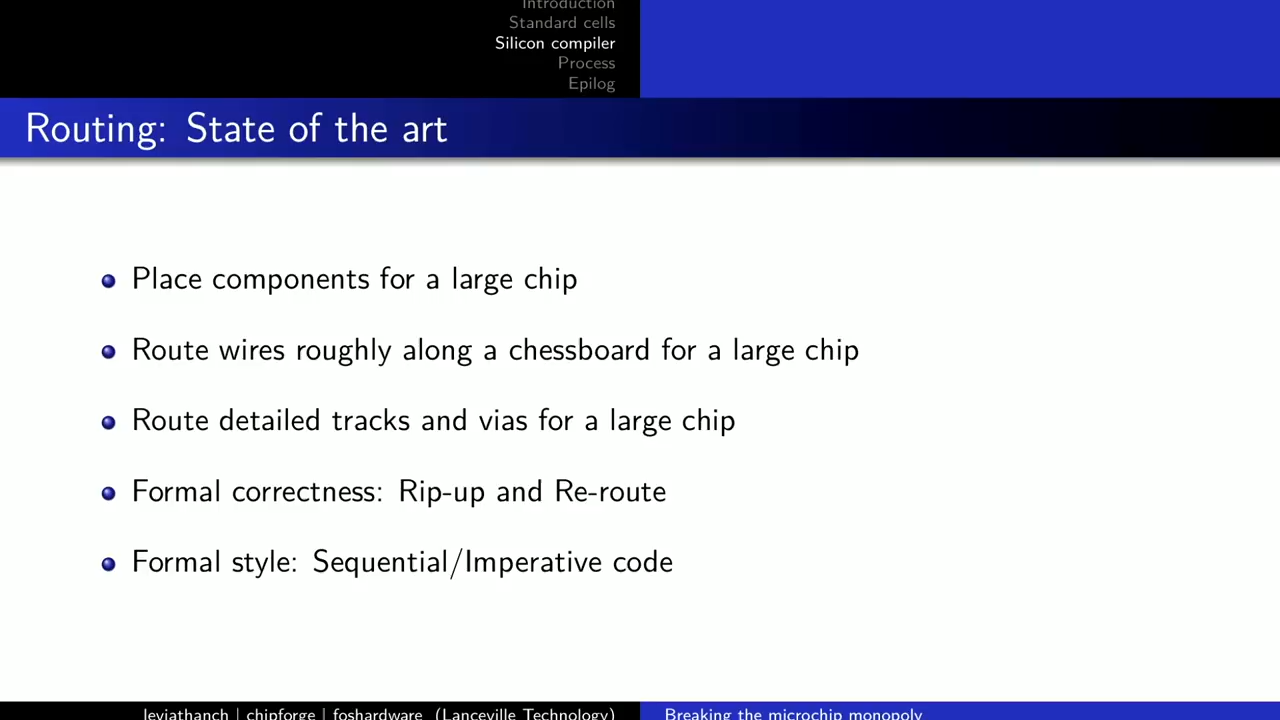 Introduction
Standard cells
Silicon compiler
Process
Epilog
Routing: State of the art
Place components for a large chip
Route wires roughly along a chessboard for a large chip
Route detailed tracks and vias for a large chip
Formal correctness: Rip-up and Re-route
Formal style: Sequential/Imperative code
leviathanch | chipforge | foshardware (Lanceville Technology)
Breaking the microchip monopoly